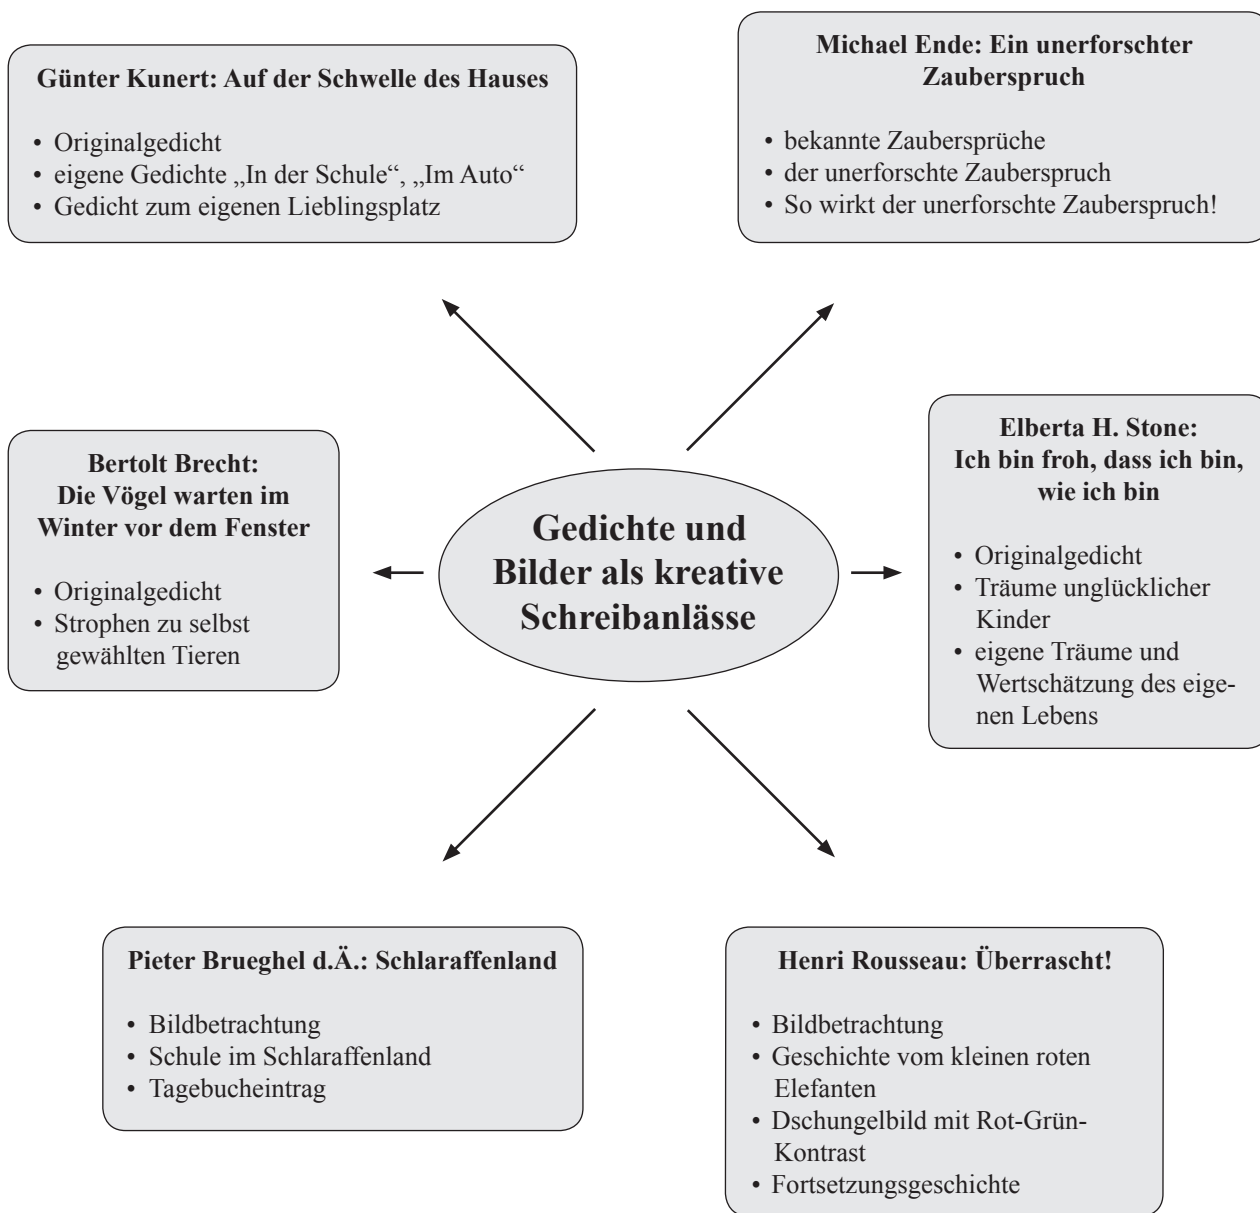 Günter Kunert: Auf der Schwelle des Hauses
• Originalgedicht
• eigene Gedichte „In der Schule“, „Im Auto“
• Gedicht zum eigenen Lieblingsplatz
Michael Ende: Ein unerforschter
Zauberspruch
• bekannte Zaubersprüche
• der unerforschte Zauberspruch
• So wirkt der unerforschte Zauberspruch!
Bertolt Brecht:
Die Vögel warten im
Winter vor dem Fenster
• Originalgedicht
• Strophen zu selbst
gewählten Tieren
Gedichte und
Bilder als kreative
Schreibanlässe
Elberta H. Stone:
Ich bin froh, dass ich bin,
wie ich bin
• Originalgedicht
• Träume unglücklicher
Kinder
• eigene Träume und
Wertschätzung des eige-
nen Lebens
Pieter Brueghel d.Ä.: Schlaraffenland
• Bildbetrachtung
• Schule im Schlaraffenland
• Tagebucheintrag
Henri Rousseau: Überrascht!
• Bildbetrachtung
• Geschichte vom kleinen roten
Elefanten
• Dschungelbild mit Rot-Grün-
Kontrast
• Fortsetzungsgeschichte